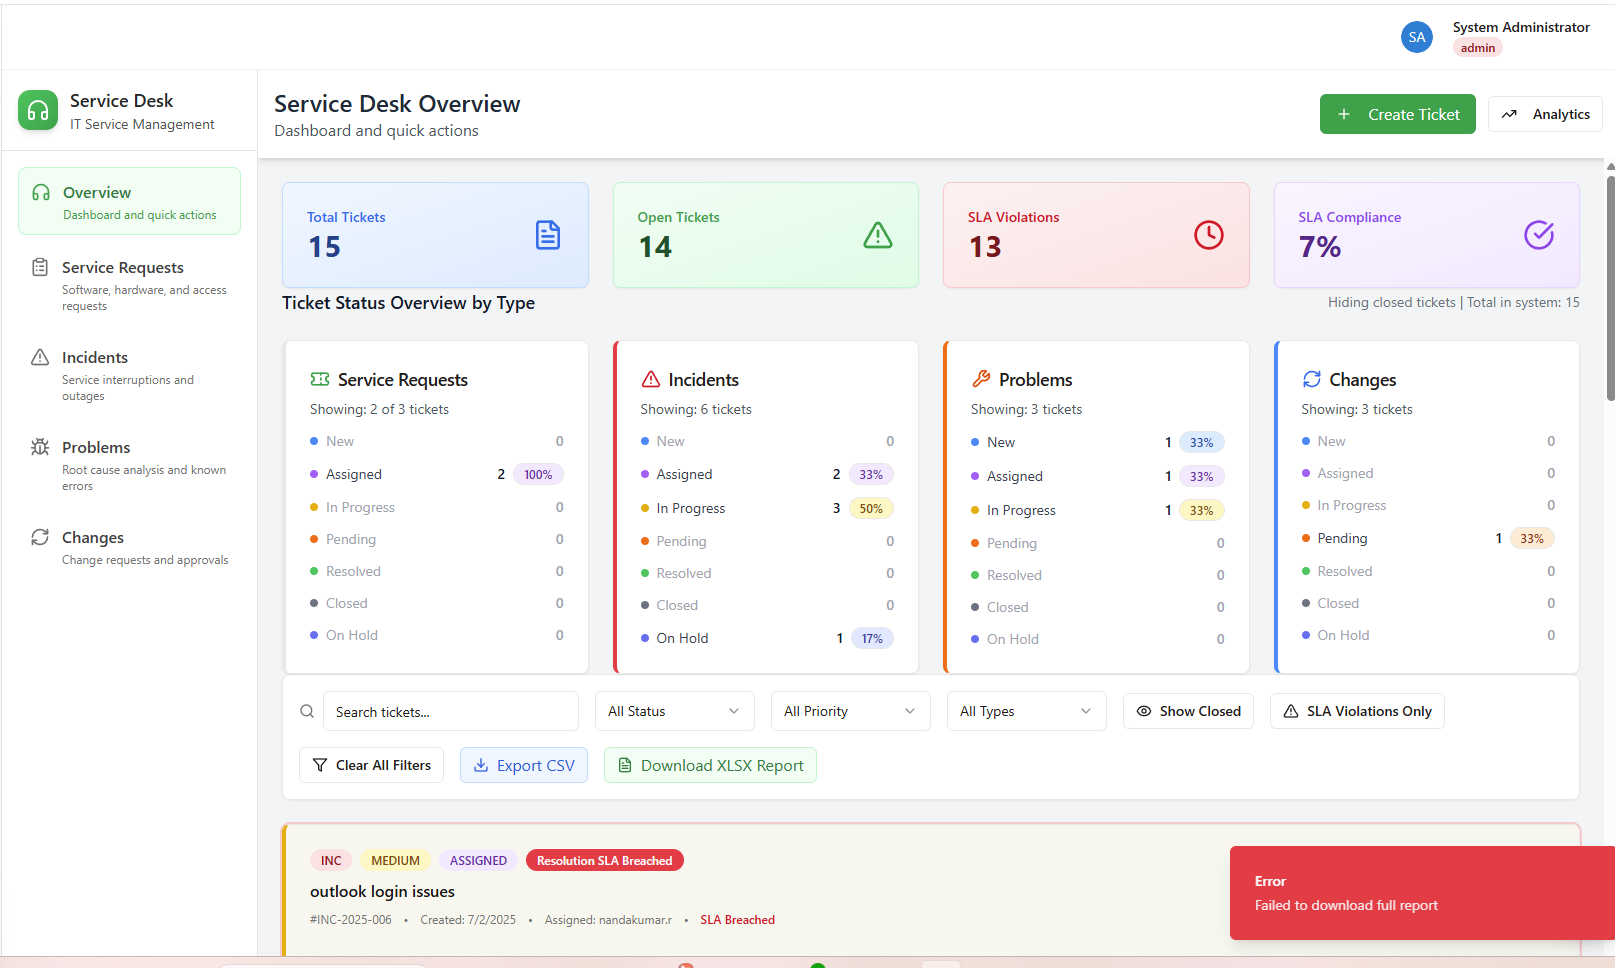 SA
System Administrator
admin
Service Desk
IT Service Management
Overview
Dashboard and quick actions
Service Requests
Software, hardware, and access
requests
Incidents
Service interruptions and
outages
Problems
Root cause analysis and known
errors
Changes
Change requests and approvals
Service Desk Overview
Dashboard and quick actions
+ Create Ticket
Analytics
Total Tickets
15
Open Tickets
14
SLA Violations
13
SLA Compliance
7%
Ticket Status Overview by Type
Hiding closed tickets | Total in system: 15
Service Requests
Showing: 2 of 3 tickets
New 0
Assigned 2 100%
In Progress 0
Pending 0
Resolved 0
Closed 0
On Hold 0
Incidents
Showing: 6 tickets
New 0
Assigned 2 33%
In Progress 3 50%
Pending 0
Resolved 0
Closed 0
On Hold 1 17%
Problems
Showing: 3 tickets
New 1 33%
Assigned 1 33%
In Progress 1 33%
Pending 0
Resolved 0
Closed 0
On Hold 0
Changes
Showing: 3 tickets
New 0
Assigned 0
In Progress 0
Pending 1 33%
Resolved 0
Closed 0
On Hold 0
Search tickets...
All Status
All Priority
All Types
Show Closed
SLA Violations Only
Clear All Filters
Export CSV
Download XLSX Report
INC MEDIUM ASSIGNED Resolution SLA Breached
outlook login issues
#INC-2025-006 • Created: 7/2/2025 • Assigned: nandakumar.r • SLA Breached
Error
Failed to download full report